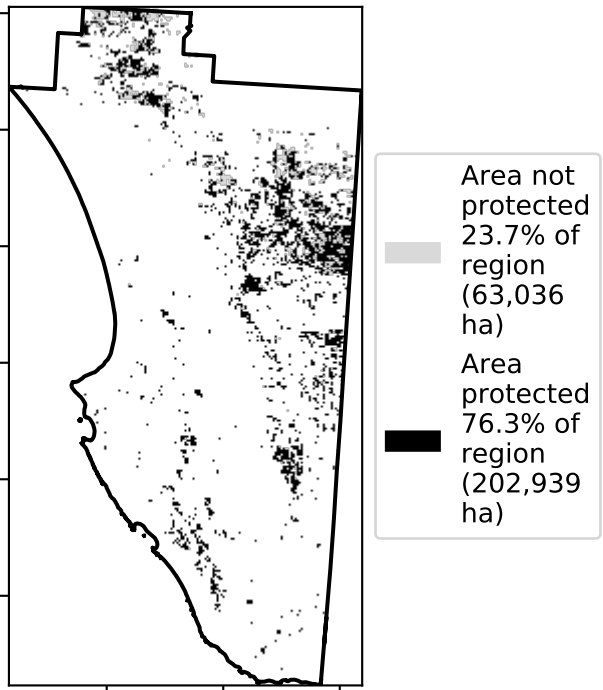 Area not
protected
23.7% of
region
(63,036
ha)
Area
protected
76.3% of
region
(202,939
ha)